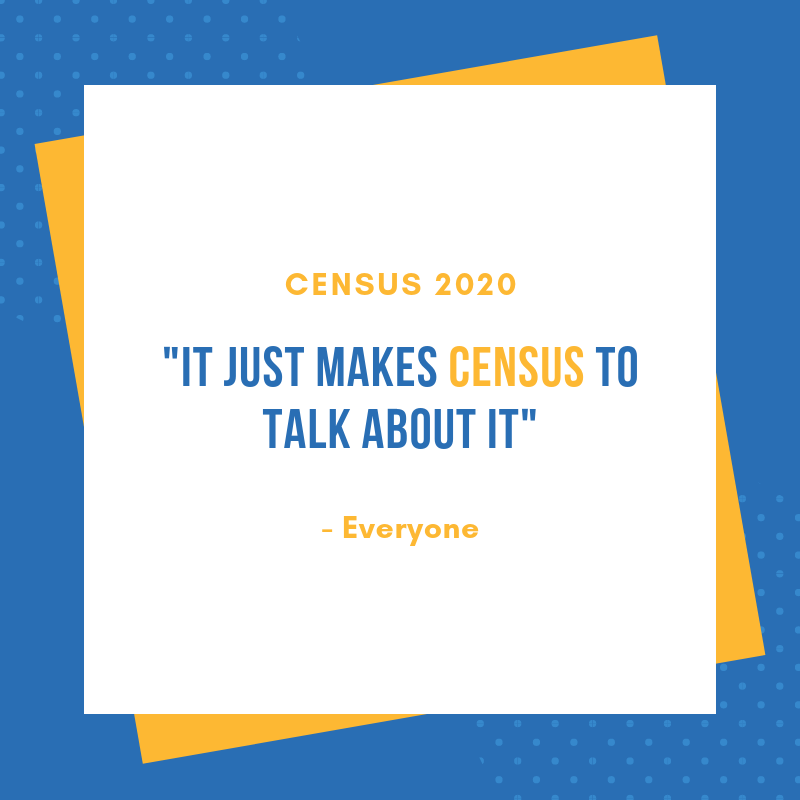 CENSUS 2020
"IT JUST MAKES CENSUS TO
TALK ABOUT IT"
- Everyone